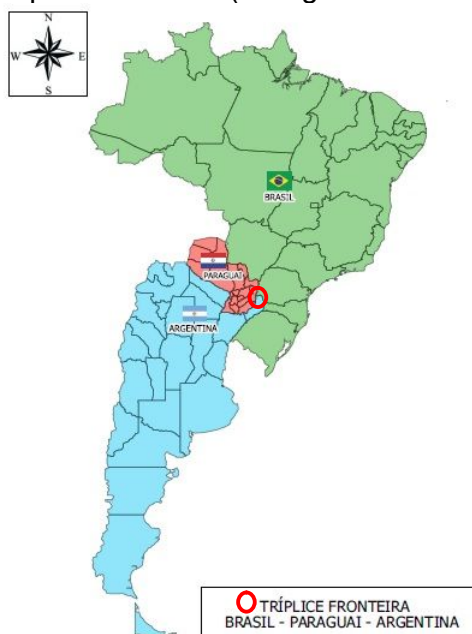 N
W E
S
BRASIL
PARAGUAI
ARGENTINA
TRÍPLICE FRONTEIRA
BRASIL - PARAGUAI - ARGENTINA